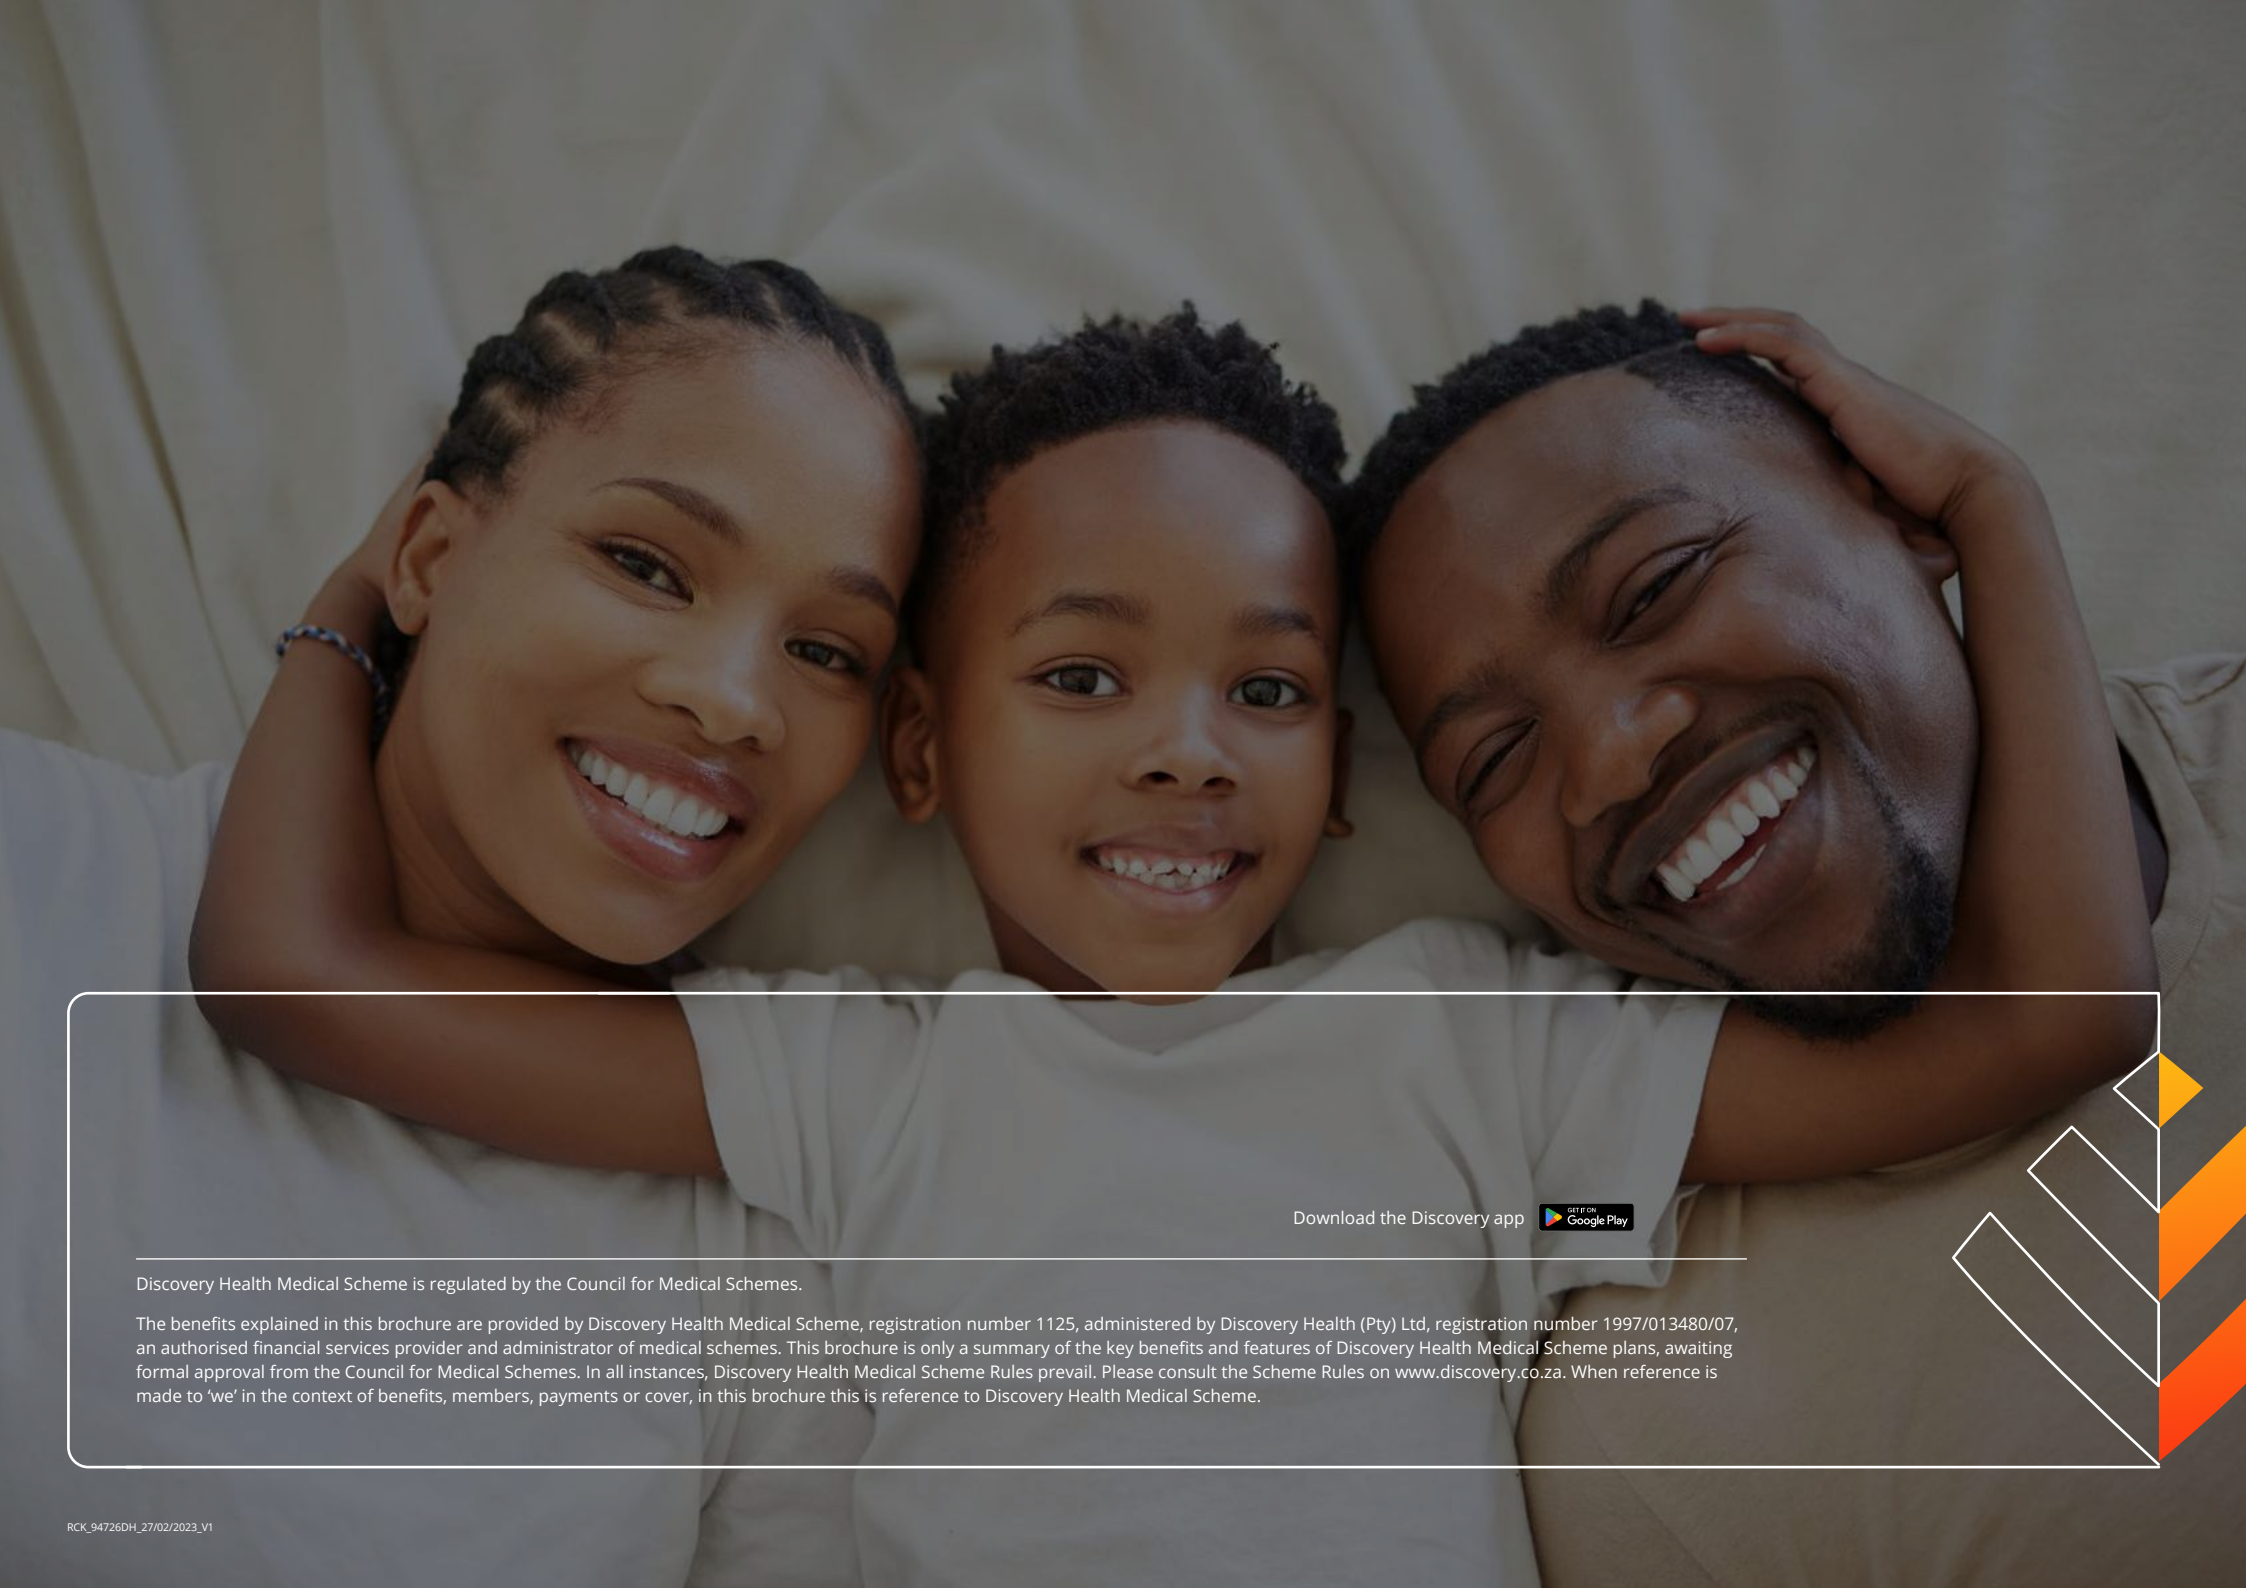 Download the Discovery app
GET IT ON
Google Play
Discovery Health Medical Scheme is regulated by the Council for Medical Schemes.
The benefits explained in this brochure are provided by Discovery Health Medical Scheme, registration number 1125, administered by Discovery Health (Pty) Ltd, registration number 1997/013480/07,
an authorised financial services provider and administrator of medical schemes. This brochure is only a summary of the key benefits and features of Discovery Health Medical Scheme plans, awaiting
formal approval from the Council for Medical Schemes. In all instances, Discovery Health Medical Scheme Rules prevail. Please consult the Scheme Rules on www.discovery.co.za. When reference is
made to ‘we’ in the context of benefits, members, payments or cover, in this brochure this is reference to Discovery Health Medical Scheme.
RCK_94726DH_27/02/2023_V1